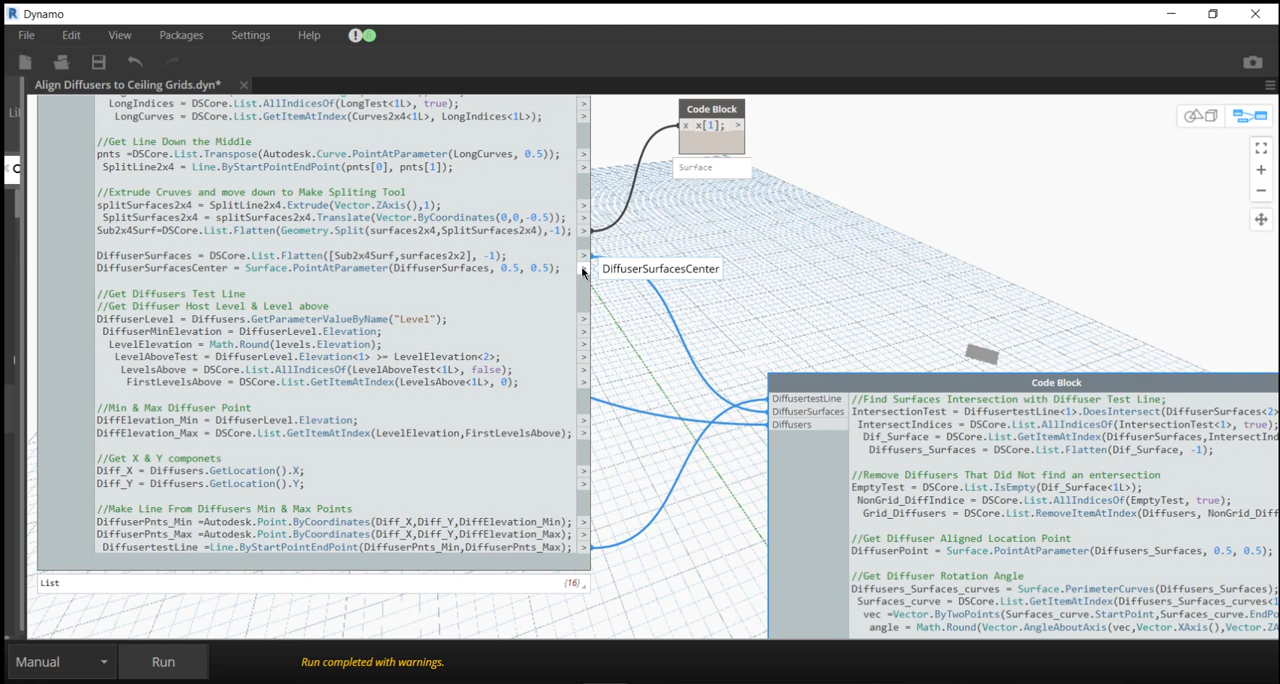 Dynamo
File Edit View Packages Settings Help
Align Diffusers to Ceiling Grids.dyn*
LongIndices = DSCore.List.AllIndicesOf(LongTest<1L>, true);
LongCurves = DSCore.List.GetItemAtIndex(Curves2x4<1L>, LongIndices<1L>);
//Get Line Down the Middle
pnts =DSCore.List.Transpose(Autodesk.Curve.PointAtParameter(LongCurves, 0.5));
SplitLine2x4 = Line.ByStartPointEndPoint(pnts[0], pnts[1]);
//Extrude Cruves and move down to Make Spliting Tool
splitSurfaces2x4 = SplitLine2x4.Extrude(Vector.ZAxis(),1);
SplitSurfaces2x4 = splitSurfaces2x4.Translate(Vector.ByCoordinates(0,0,-0.5));
Sub2x4Surf=DSCore.List.Flatten(Geometry.Split(surfaces2x4,SplitSurfaces2x4),-1);
DiffuserSurfaces = DSCore.List.Flatten([Sub2x4Surf,surfaces2x2], -1);
DiffuserSurfacesCenter = Surface.PointAtParameter(DiffuserSurfaces, 0.5, 0.5);
//Get Diffusers Test Line
//Get Diffuser Host Level & Level above
DiffuserLevel = Diffusers.GetParameterValueByName("Level");
DiffuserMinElevation = DiffuserLevel.Elevation;
LevelElevation = Math.Round(levels.Elevation);
LevelAboveTest = DiffuserLevel.Elevation<1> >= LevelElevation<2>;
LevelsAbove = DSCore.List.AllIndicesOf(LevelAboveTest<1L>, false);
FirstLevelsAbove = DSCore.List.GetItemAtIndex(LevelsAbove<1L>, 0);
//Min & Max Diffuser Point
DiffElevation_Min = DiffuserLevel.Elevation;
DiffElevation_Max = DSCore.List.GetItemAtIndex(LevelElevation,FirstLevelsAbove);
//Get X & Y componets
Diff_X = Diffusers.GetLocation().X;
Diff_Y = Diffusers.GetLocation().Y;
//Make Line From Diffusers Min & Max Points
DiffuserPnts_Min =Autodesk.Point.ByCoordinates(Diff_X,Diff_Y,DiffElevation_Min);
DiffuserPnts_Max =Autodesk.Point.ByCoordinates(Diff_X,Diff_Y,DiffElevation_Max);
DiffusertestLine =Line.ByStartPointEndPoint(DiffuserPnts_Min,DiffuserPnts_Max);
List {16}
Code Block
x x[1]; >
Surface
DiffuserSurfacesCenter
Code Block
DiffusertestLine
DiffuserSurfaces
Diffusers
//Find Surfaces Intersection with Diffuser Test Line;
IntersectionTest = DiffusertestLine<1>.DoesIntersect(DiffuserSurfaces<2>
IntersectIndices = DSCore.List.AllIndicesOf(IntersectionTest<1>, true);
Dif_Surface = DSCore.List.GetItemAtIndex(DiffuserSurfaces,IntersectInd
Diffusers_Surfaces = DSCore.List.Flatten(Dif_Surface, -1);
//Remove Diffusers That Did Not find an entersection
EmptyTest = DSCore.List.IsEmpty(Dif_Surface<1L>);
NonGrid_DiffIndice = DSCore.List.AllIndicesOf(EmptyTest, true);
Grid_Diffusers = DSCore.List.RemoveItemAtIndex(Diffusers, NonGrid_Diff
//Get Diffuser Aligned Location Point
DiffuserPoint = Surface.PointAtParameter(Diffusers_Surfaces, 0.5, 0.5);
//Get Diffuser Rotation Angle
Diffusers_Surfaces_curves = Surface.PerimeterCurves(Diffusers_Surfaces);
Surfaces_curve = DSCore.List.GetItemAtIndex(Diffusers_Surfaces_curves<1
vec =Vector.ByTwoPoints(Surfaces_curve.StartPoint,Surfaces_curve.EndPo
angle = Math.Round(Vector.AngleAboutAxis(vec,Vector.XAxis(),Vector.ZA
Manual Run Run completed with warnings.